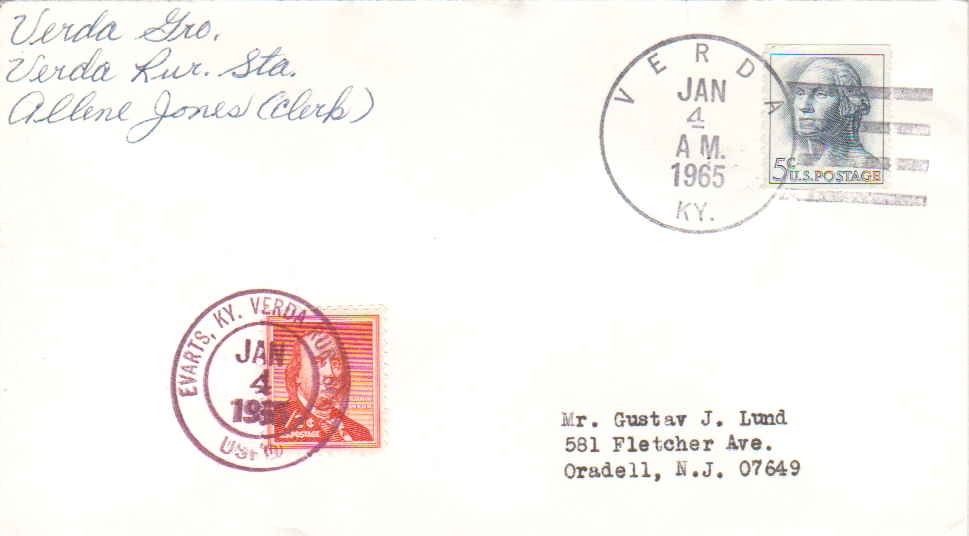 Verda Gro.
Verda Rur. Sta.
Allene Jones (Clerk)
VERDA
JAN
4
A M.
1965
KY.
5c
U.S. POSTAGE
EVARTS, KY. VERDA RUR
JAN
4
¢
POSTAGE
Mr. Gustav J. Lund
581 Fletcher Ave.
Oradell, N.J. 07649